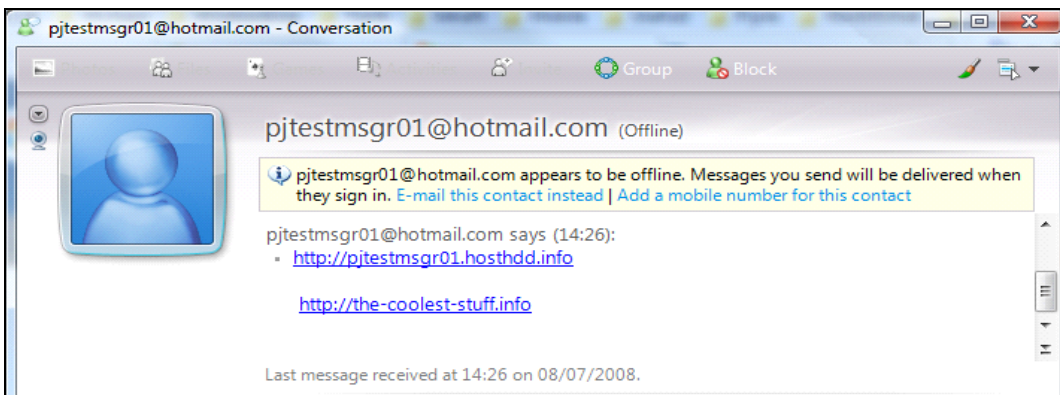 pjtestmsgr01@hotmail.com - Conversation
Group Block
pjtestmsgr01@hotmail.com (Offline)
pjtestmsgr01@hotmail.com appears to be offline. Messages you send will be delivered when
they sign in. E-mail this contact instead | Add a mobile number for this contact
pjtestmsgr01@hotmail.com says (14:26):
http://pjtestmsgr01.hosthdd.info
http://the-coolest-stuff.info
Last message received at 14:26 on 08/07/2008.